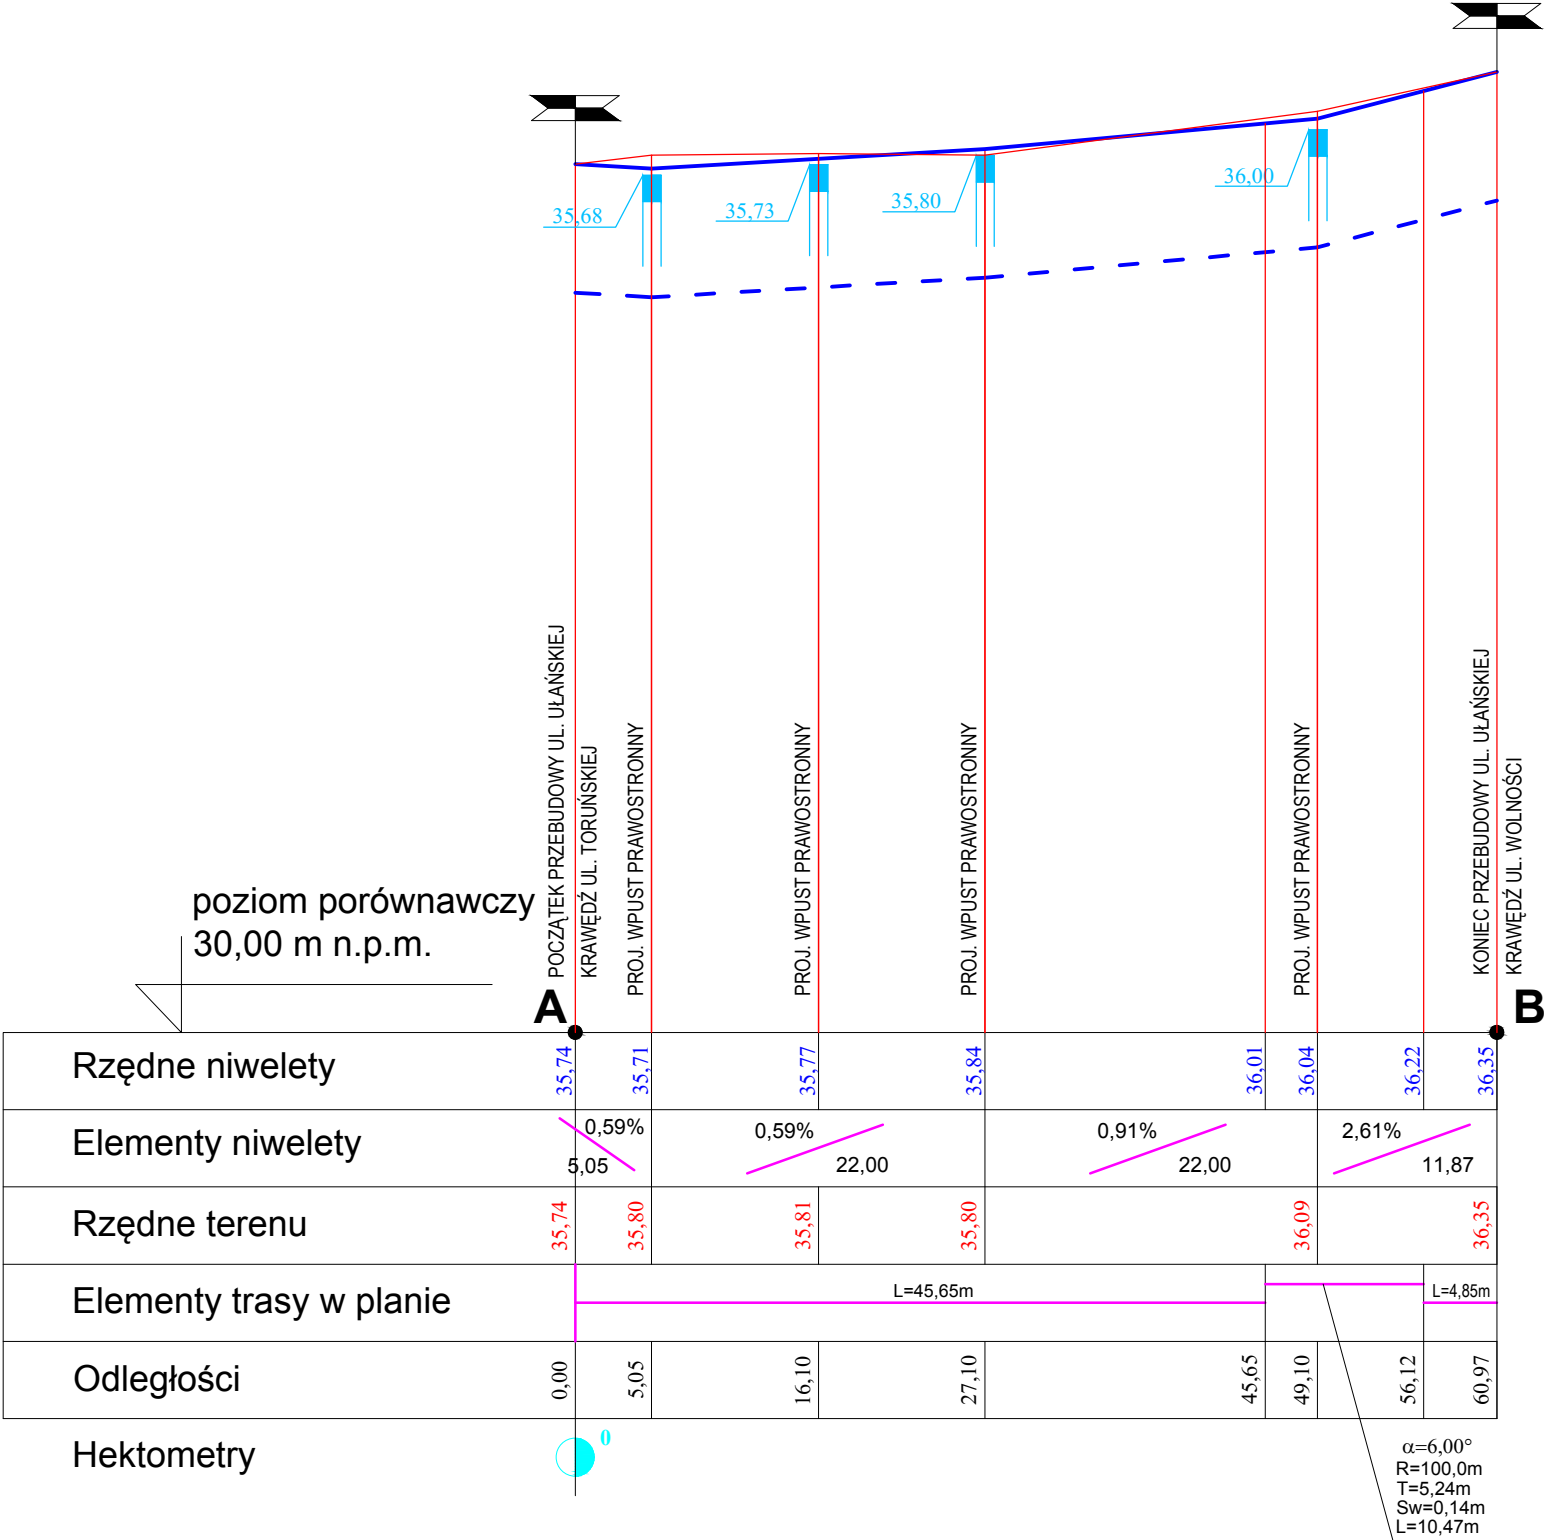 35,68
35,73
35,80
36,00
POCZĄTEK PRZEBUDOWY UL. UŁAŃSKIEJ
KRAWĘDŹ UL. TORUŃSKIEJ
PROJ. WPUST PRAWOSTRONNY
PROJ. WPUST PRAWOSTRONNY
PROJ. WPUST PRAWOSTRONNY
PROJ. WPUST PRAWOSTRONNY
KONIEC PRZEBUDOWY UL. UŁAŃSKIEJ
KRAWĘDŹ UL. WOLNOŚCI
poziom porównawczy
30,00 m n.p.m.
A
B
Rzędne niwelety
35,74
35,71
35,77
35,84
36,01
36,04
36,22
36,35
Elementy niwelety
0,59%
5,05
0,59%
22,00
0,91%
22,00
2,61%
11,87
Rzędne terenu
35,74
35,80
35,81
35,80
36,09
36,35
Elementy trasy w planie
L=45,65m
L=4,85m
Odległości
0,00
5,05
16,10
27,10
45,65
49,10
56,12
60,97
Hektometry
0
α=6,00°
R=100,0m
T=5,24m
Sw=0,14m
L=10,47m